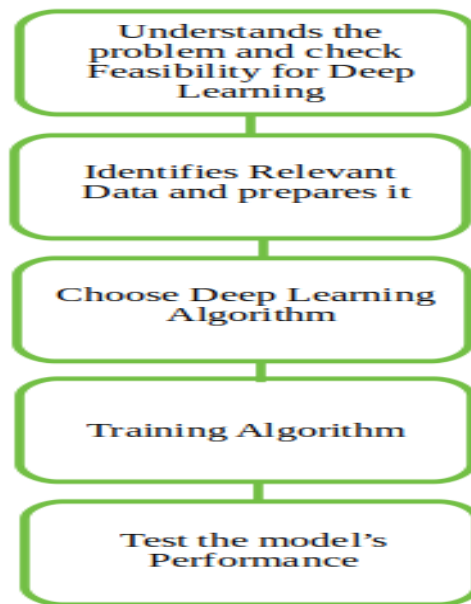 Understands the
problem and check
Feasibility for Deep
Learning
Identifies Relevant
Data and prepares it
Choose Deep Learning
Algorithm
Training Algorithm
Test the model's
Performance